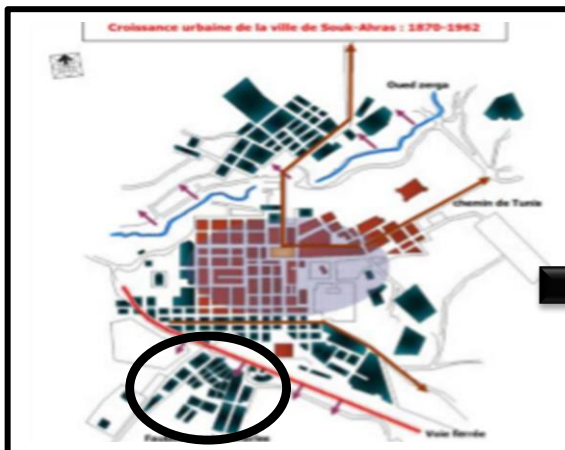 Croissance urbaine de la ville de Souk-Ahras : 1870-1962
Oued zerga
chemin de Tunis
Voie ferrée